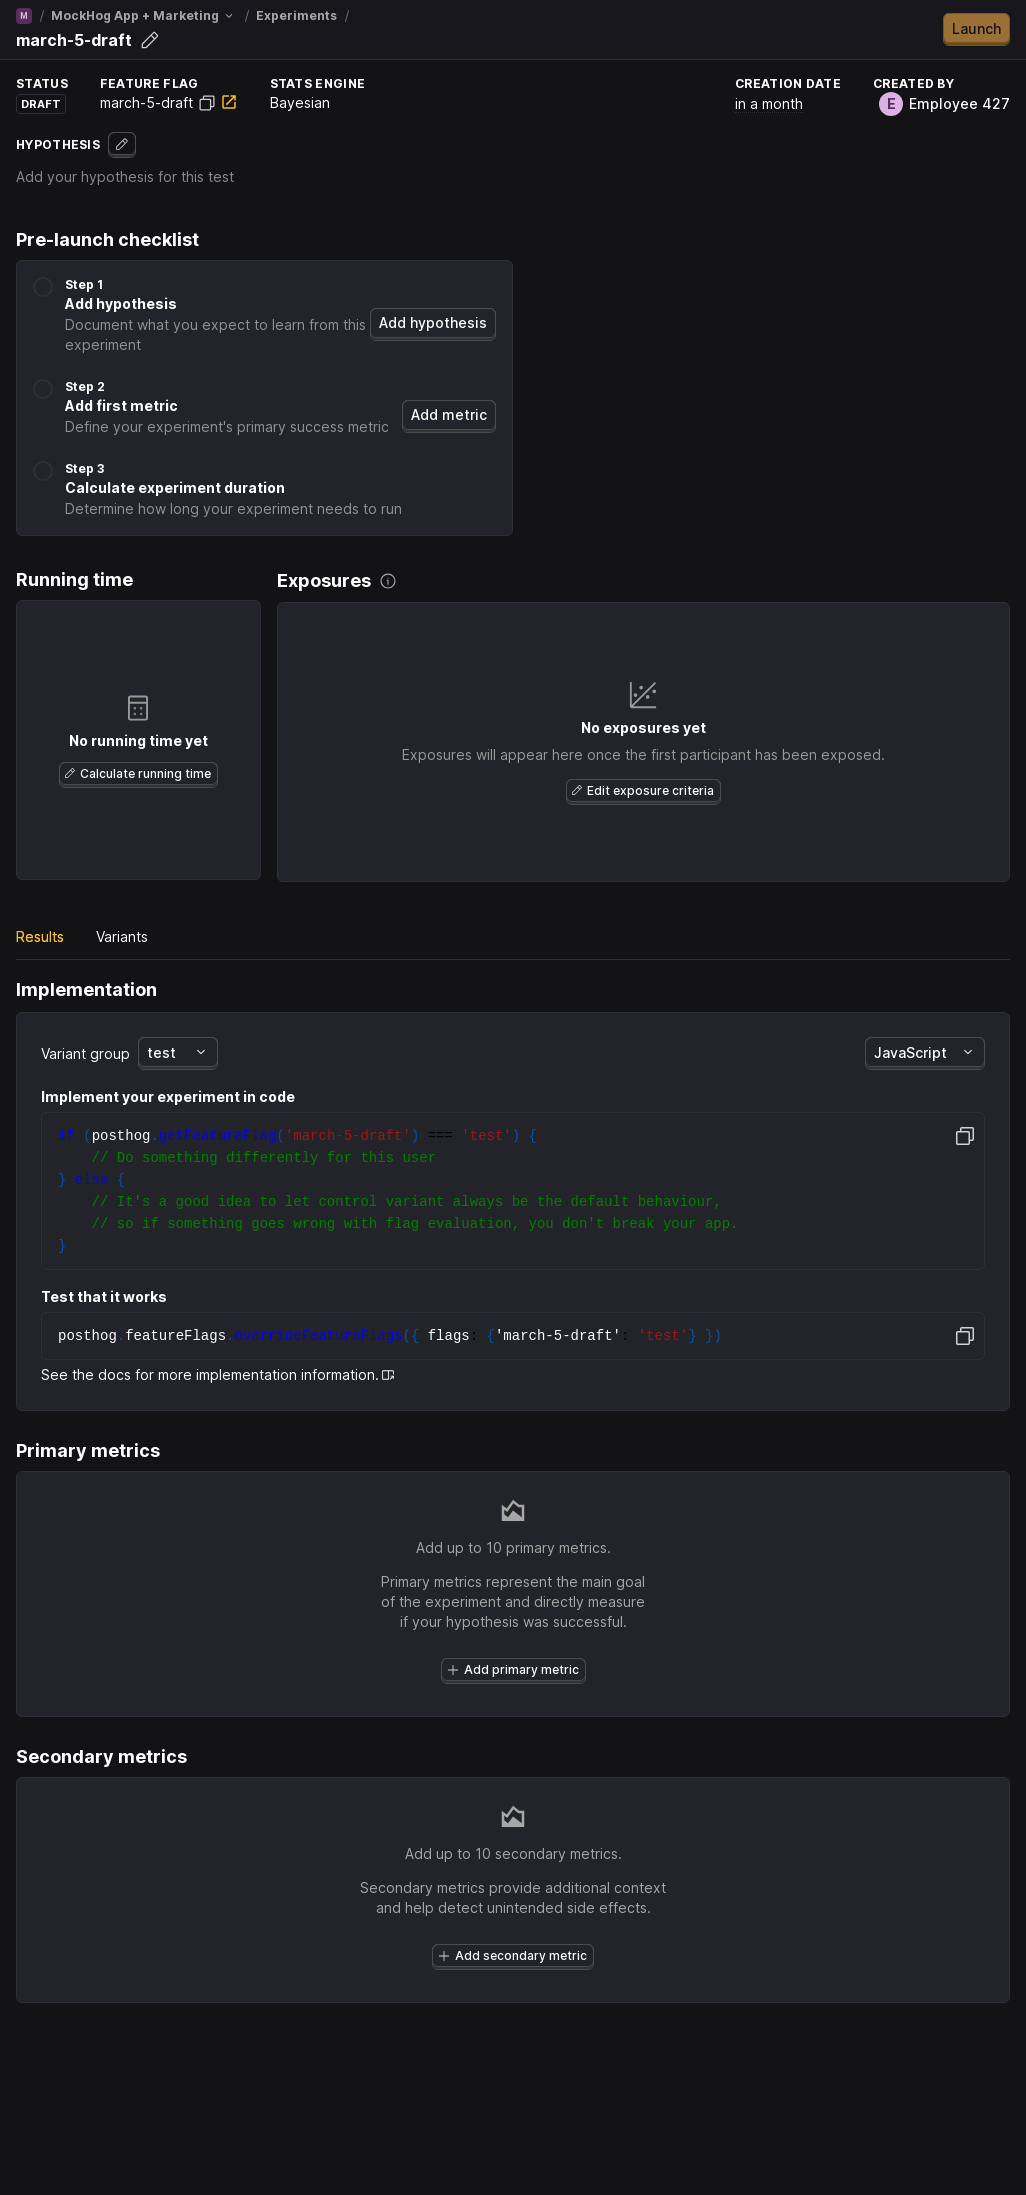 M / MockHog App + Marketing / Experiments /
march-5-draft
Launch
STATUS
DRAFT
FEATURE FLAG
march-5-draft
STATS ENGINE
Bayesian
CREATION DATE
in a month
CREATED BY
E Employee 427
HYPOTHESIS
Add your hypothesis for this test
Pre-launch checklist
Step 1
Add hypothesis
Document what you expect to learn from this
experiment
Add hypothesis
Step 2
Add first metric
Define your experiment's primary success metric
Add metric
Step 3
Calculate experiment duration
Determine how long your experiment needs to run
Running time
No running time yet
Calculate running time
Exposures
No exposures yet
Exposures will appear here once the first participant has been exposed.
Edit exposure criteria
Results
Variants
Implementation
Variant group
test
JavaScript
Implement your experiment in code
if (posthog.getFeatureFlag('march-5-draft') === 'test') {
// Do something differently for this user
} else {
// It's a good idea to let control variant always be the default behaviour,
// so if something goes wrong with flag evaluation, you don't break your app.
}
Test that it works
posthog.featureFlags.overrideFeatureFlags({ flags: {'march-5-draft': 'test'} })
See the docs for more implementation information.
Primary metrics
Add up to 10 primary metrics.
Primary metrics represent the main goal
of the experiment and directly measure
if your hypothesis was successful.
Add primary metric
Secondary metrics
Add up to 10 secondary metrics.
Secondary metrics provide additional context
and help detect unintended side effects.
Add secondary metric